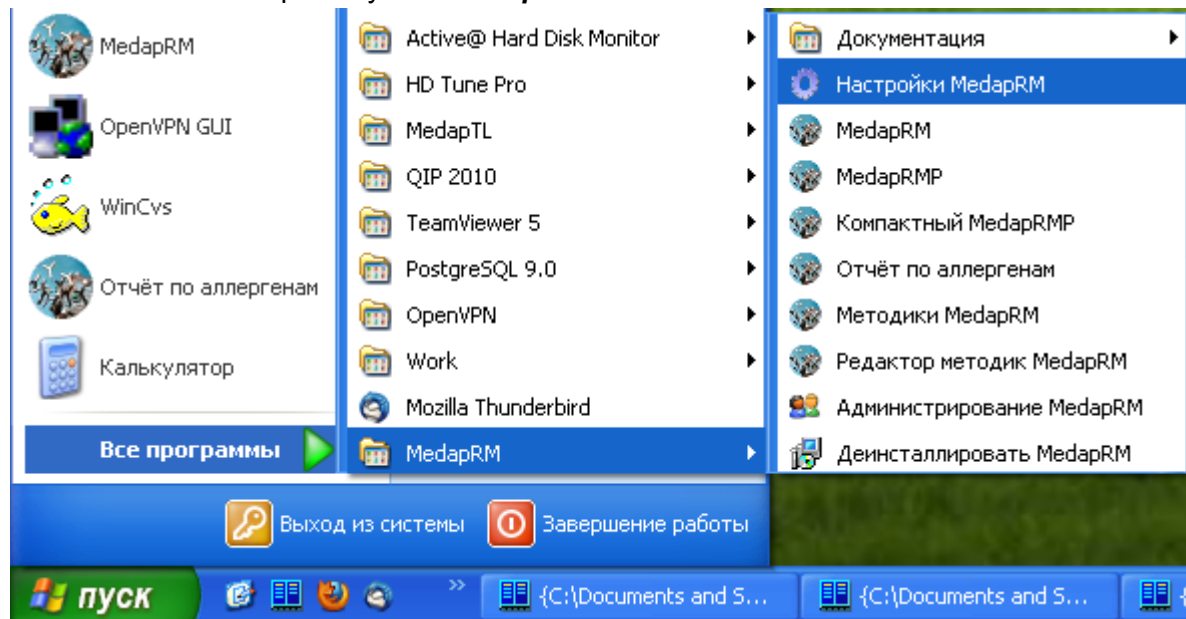 MedapRM
OpenVPN GUI
WinCvs
Отчёт по аллергенам
Калькулятор
Все программы
Active@ Hard Disk Monitor
HD Tune Pro
MedapTL
QIP 2010
TeamViewer 5
PostgreSQL 9.0
OpenVPN
Work
Mozilla Thunderbird
MedapRM
Документация
Настройки MedapRM
MedapRM
MedapRMP
Компактный MedapRMP
Отчёт по аллергенам
Методики MedapRM
Редактор методик MedapRM
Администрирование MedapRM
Деинсталлировать MedapRM
Выход из системы
Завершение работы
пуск
{C:\Documents and S...
{C:\Documents and S...